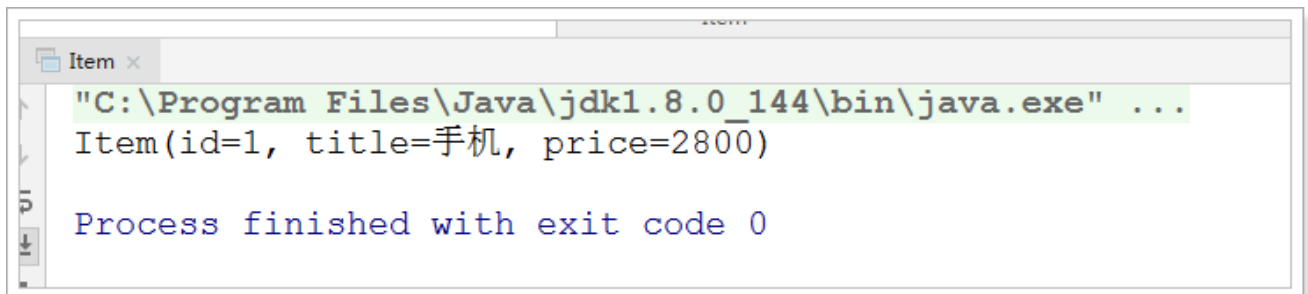 Item
"C:\Program Files\Java\jdk1.8.0_144\bin\java.exe" ...
Item(id=1, title=手机, price=2800)
Process finished with exit code 0